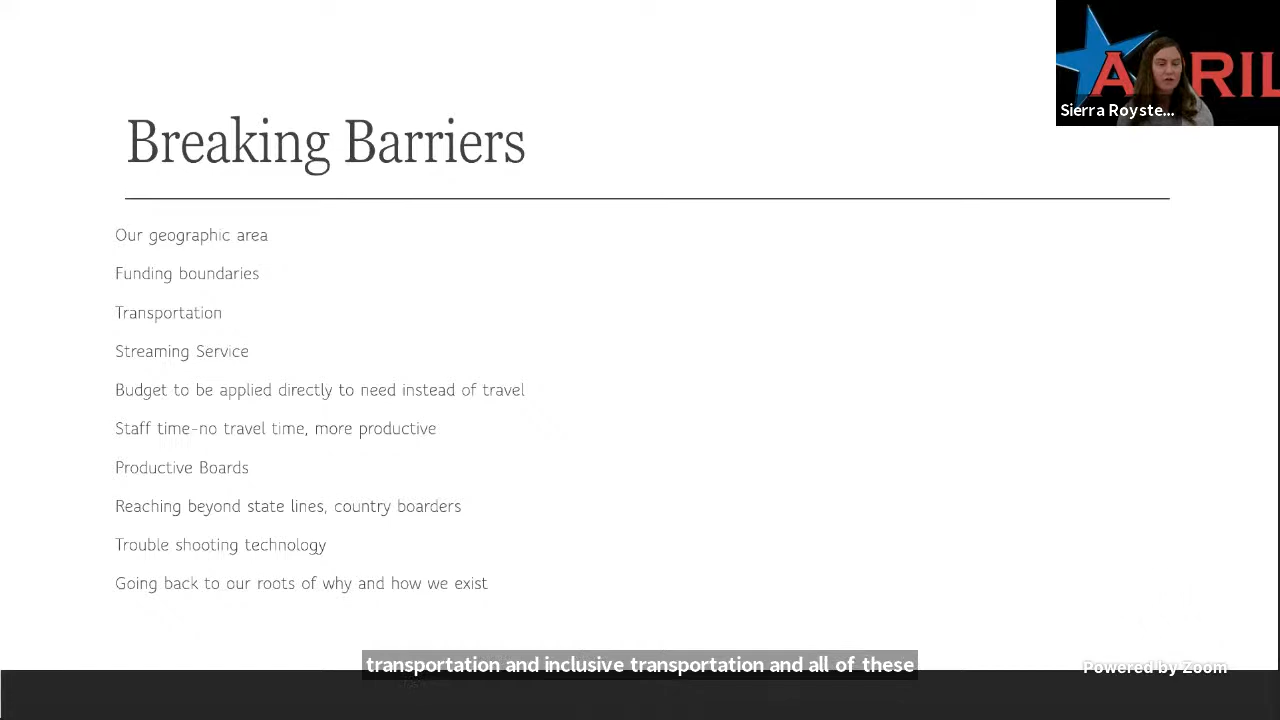 A RIL
Sierra Royste...
Breaking Barriers
Our geographic area
Funding boundaries
Transportation
Streaming Service
Budget to be applied directly to need instead of travel
Staff time-no travel time, more productive
Productive Boards
Reaching beyond state lines, country boarders
Trouble shooting technology
Going back to our roots of why and how we exist
transportation and inclusive transportation and all of these
Powered by Zoom